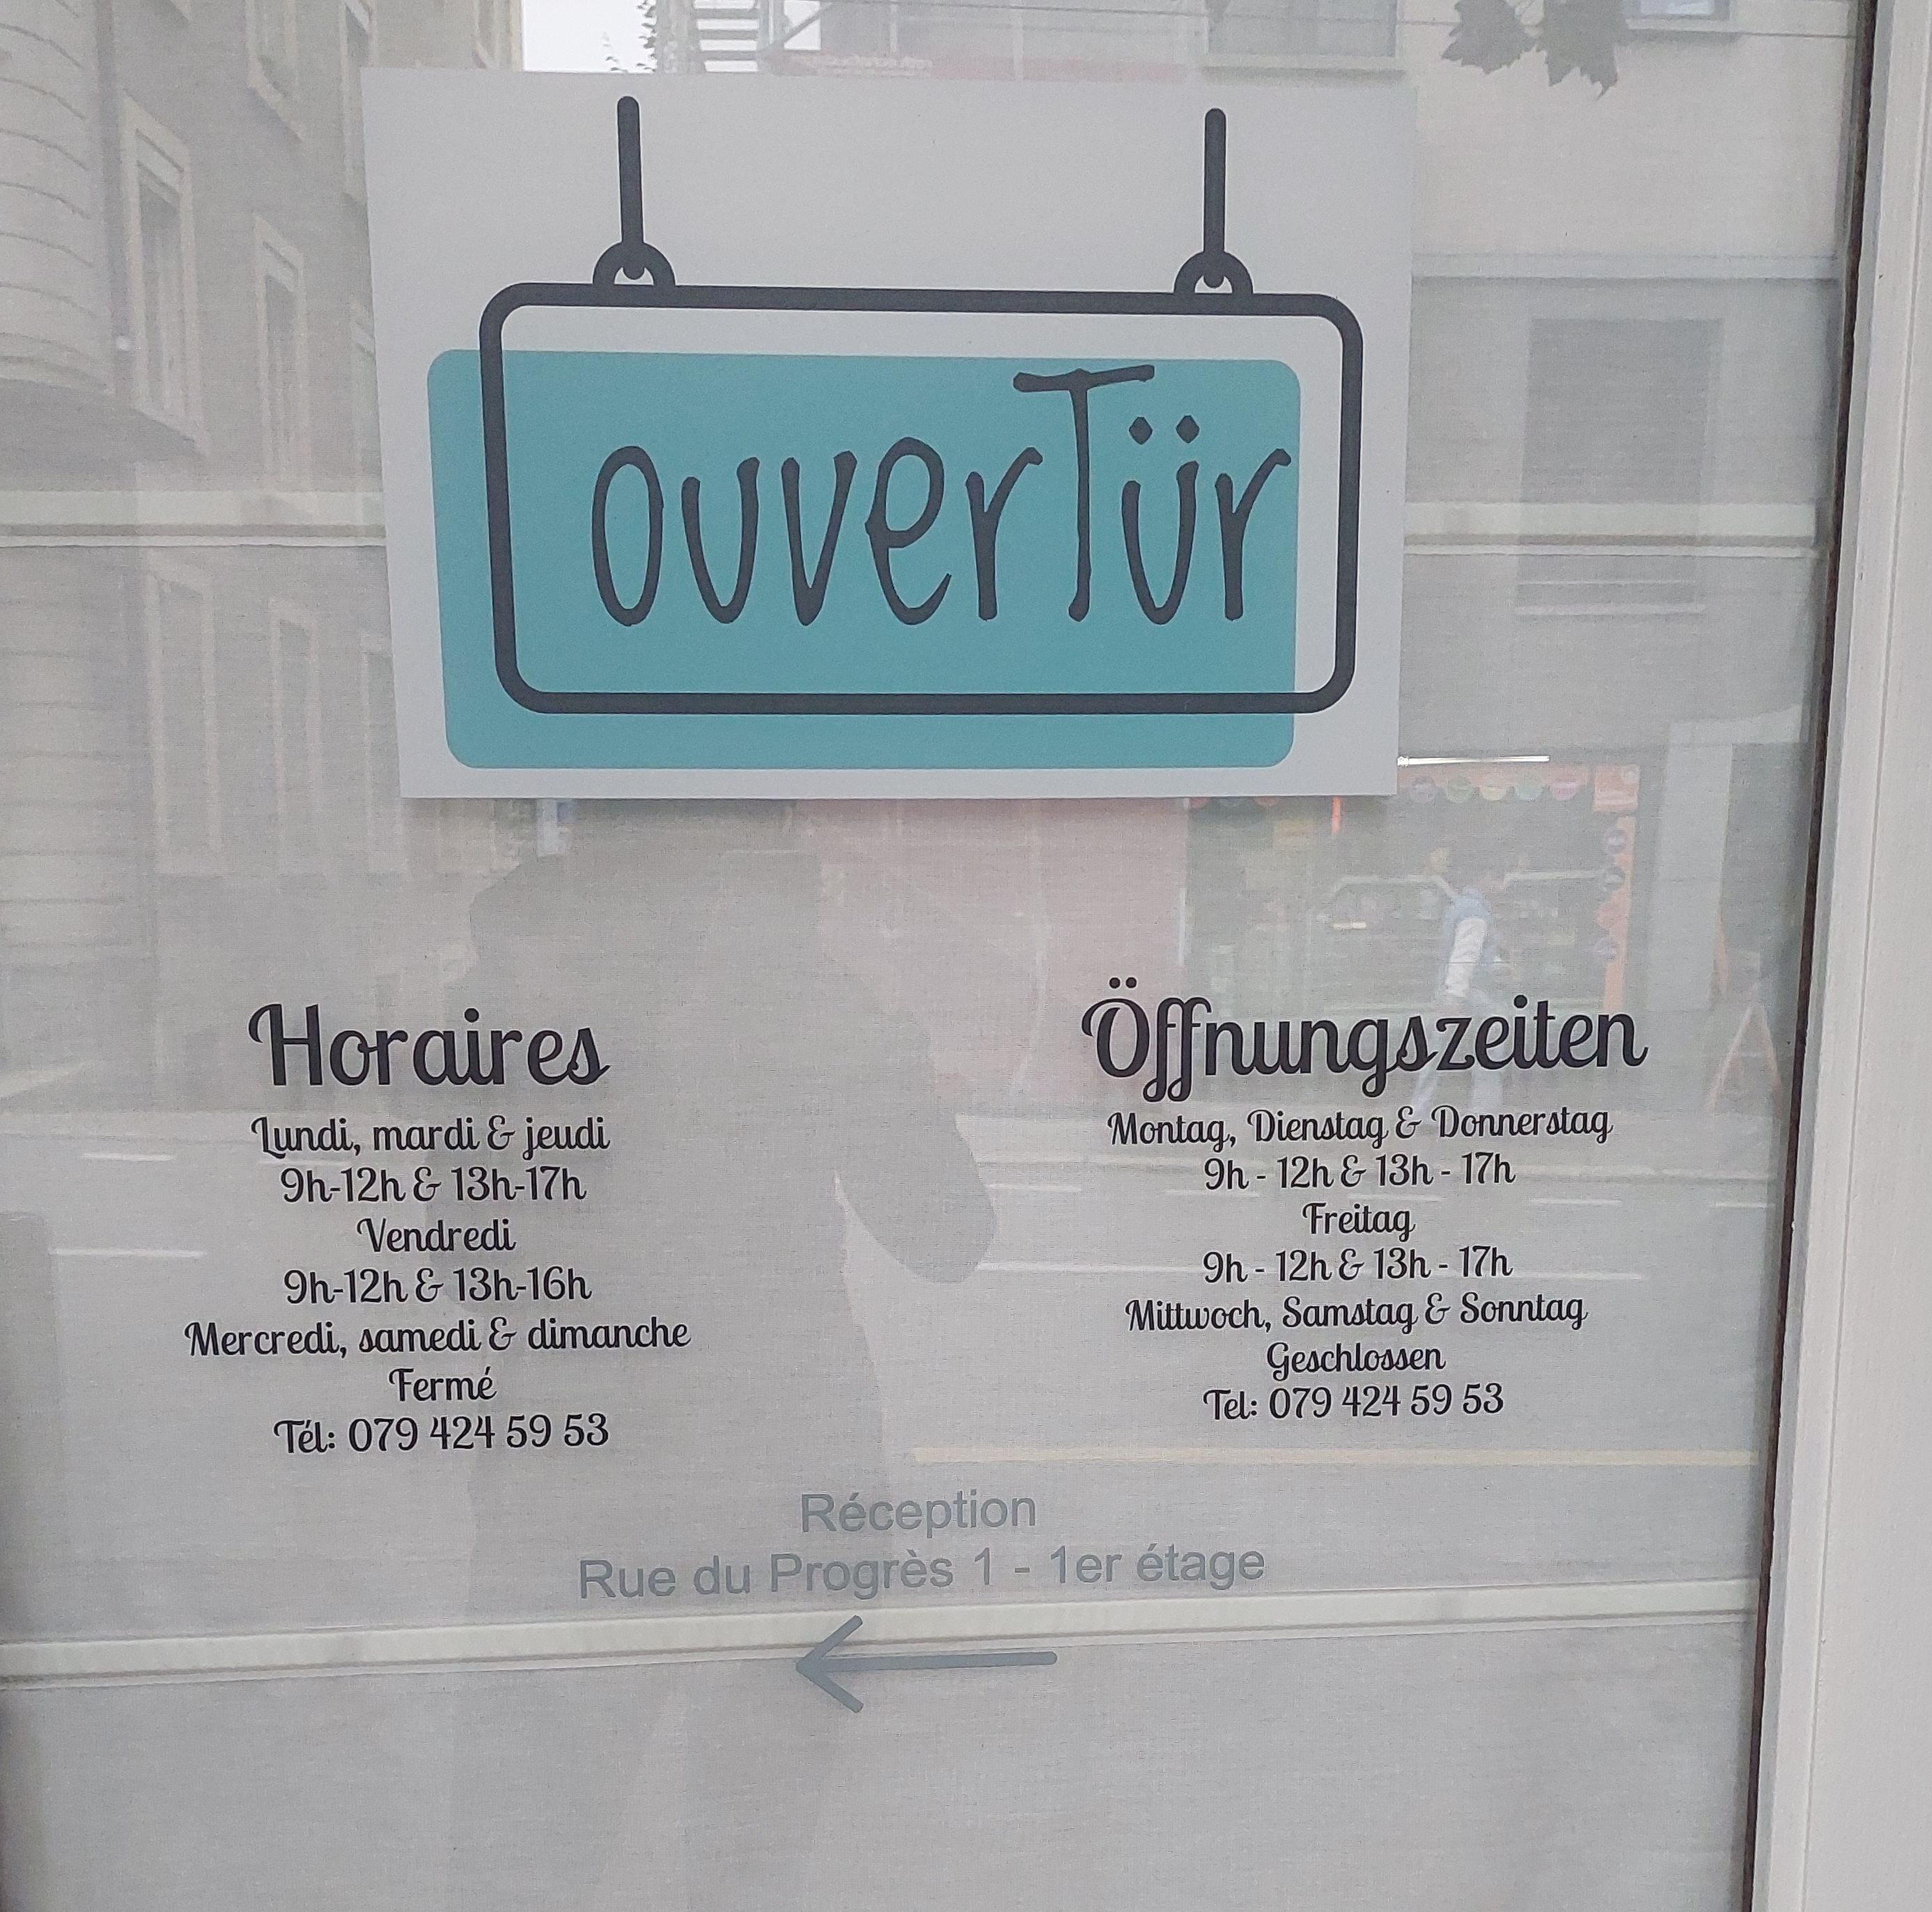 ouverTür
Horaires
Lundi, mardi & jeudi
9h-12h & 13h-17h
Vendredi
9h-12h & 13h-16h
Mercredi, samedi & dimanche
Fermé
Tél: 079 424 59 53
Öffnungszeiten
Montag, Dienstag & Donnerstag
9h - 12h & 13h - 17h
Freitag
9h - 12h & 13h - 17h
Mittwoch, Samstag & Sonntag
Geschlossen
Tel: 079 424 59 53
Réception
Rue du Progrès 1 - 1er étage